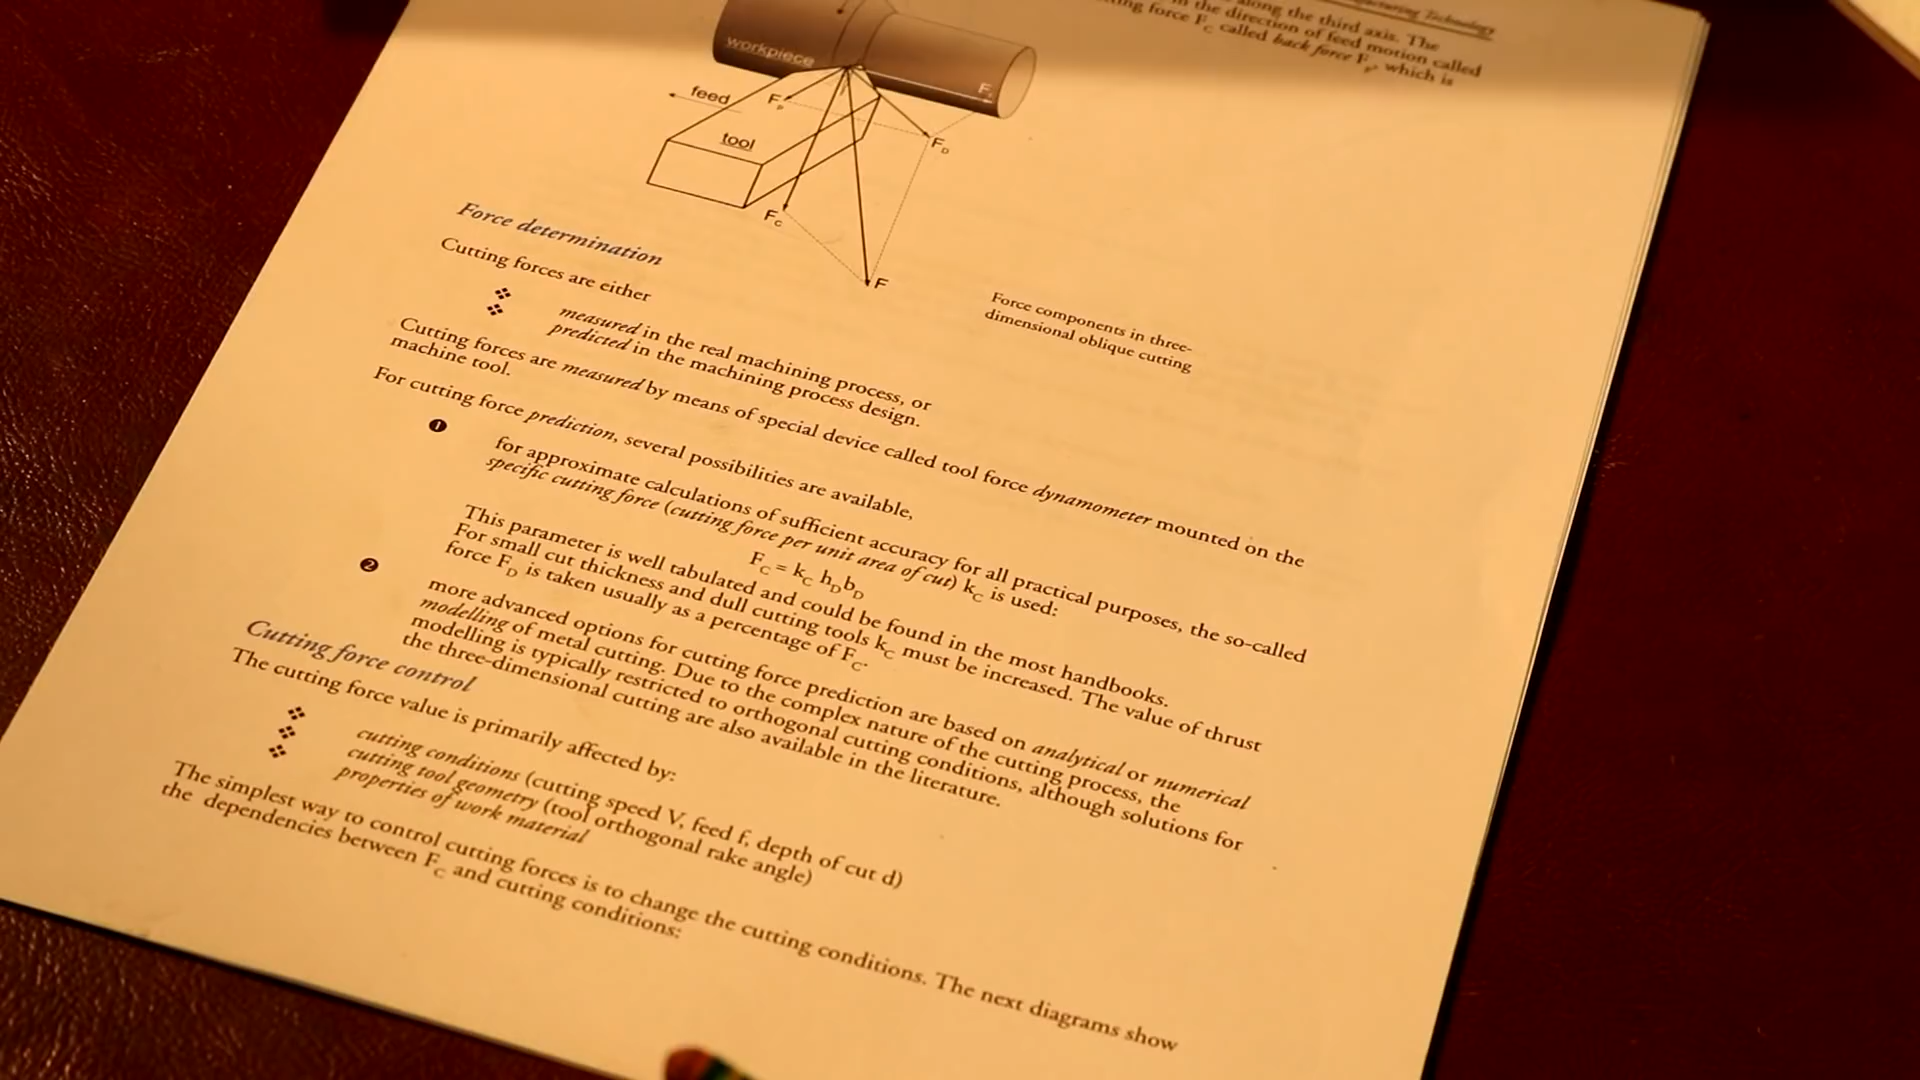 Manufacturing Technology
along the third axis. The
in the direction of feed motion called
force F_C called back force F_P, which is
workpiece
F_f
feed
F_P
tool
F_D
F_C
F
Force components in three-
dimensional oblique cutting
Force determination
Cutting forces are either
❖ measured in the real machining process, or
❖ predicted in the machining process design.
Cutting forces are measured by means of special device called tool force dynamometer mounted on the
machine tool.
For cutting force prediction, several possibilities are available,
❶ for approximate calculations of sufficient accuracy for all practical purposes, the so-called
specific cutting force (cutting force per unit area of cut) k_C is used:
F_C = k_C h_D b_D
This parameter is well tabulated and could be found in the most handbooks.
For small cut thickness and dull cutting tools k_C must be increased. The value of thrust
force F_D is taken usually as a percentage of F_C.
❷ more advanced options for cutting force prediction are based on analytical or numerical
modelling of metal cutting. Due to the complex nature of the cutting process, the
modelling is typically restricted to orthogonal cutting conditions, although solutions for
the three-dimensional cutting are also available in the literature.
Cutting force control
The cutting force value is primarily affected by:
❖ cutting conditions (cutting speed V, feed f, depth of cut d)
❖ cutting tool geometry (tool orthogonal rake angle)
❖ properties of work material
The simplest way to control cutting forces is to change the cutting conditions. The next diagrams show
the dependencies between F_C and cutting conditions: